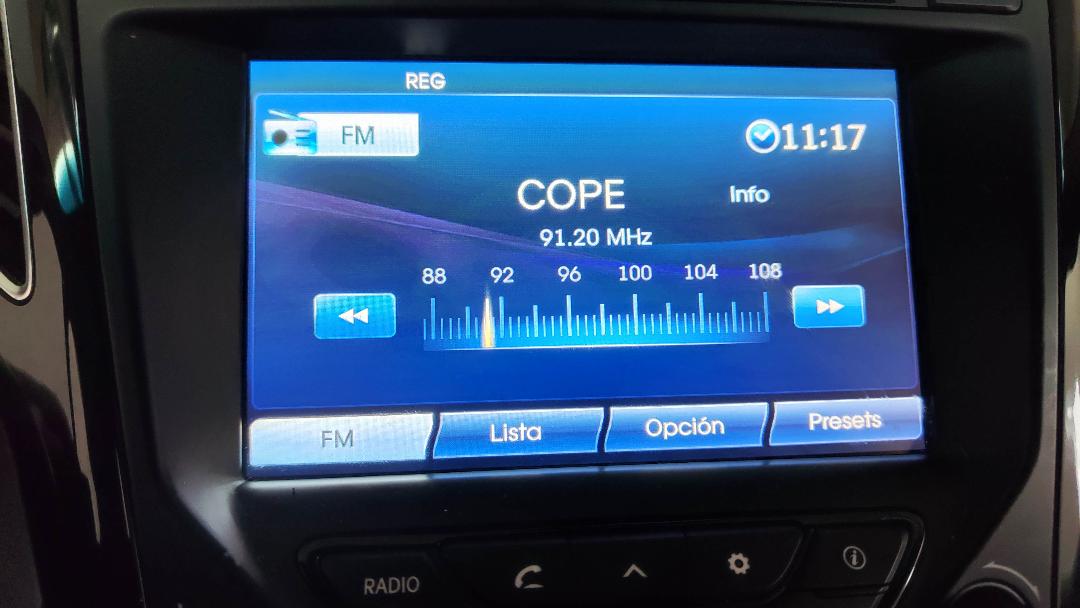 REG
FM
11:17
COPE
Info
91.20 MHz
88 92 96 100 104 108
FM Lista Opción Presets
RADIO